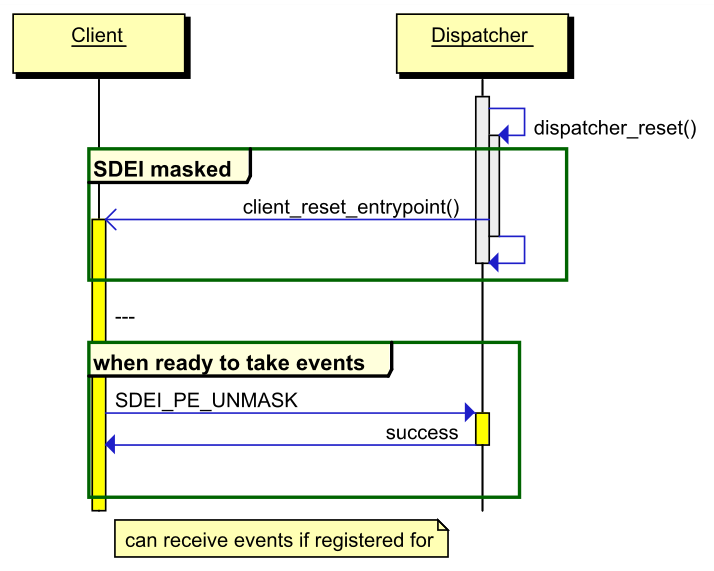 Client
Dispatcher
dispatcher_reset()
SDEI masked
client_reset_entrypoint()
---
when ready to take events
SDEI_PE_UNMASK
success
can receive events if registered for